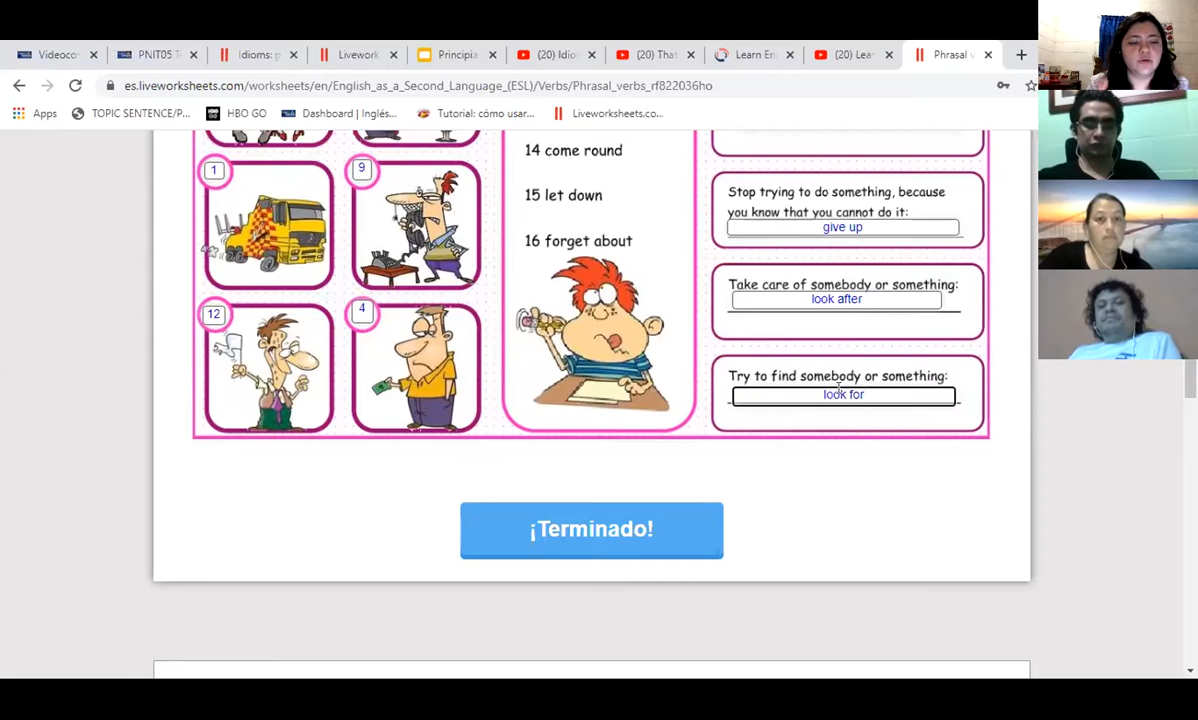 Videoco
PNIT05 T
Idioms: p
Livework
Principia
(20) Idio
(20) Tha
Learn En
(20) Lea
Phrasal v
es.liveworksheets.com/worksheets/en/English_as_a_Second_Language_(ESL)/Verbs/Phrasal_verbs_rf822036ho
Apps
TOPIC SENTENCE/P...
HBO GO
Dashboard | Inglés...
Tutorial: cómo usar...
Liveworksheets.co...
1
9
12
4
14 come round
15 let down
16 forget about
Stop trying to do something, because
you know that you cannot do it:
give up
Take care of somebody or something:
look after
Try to find somebody or something:
look for
¡Terminado!